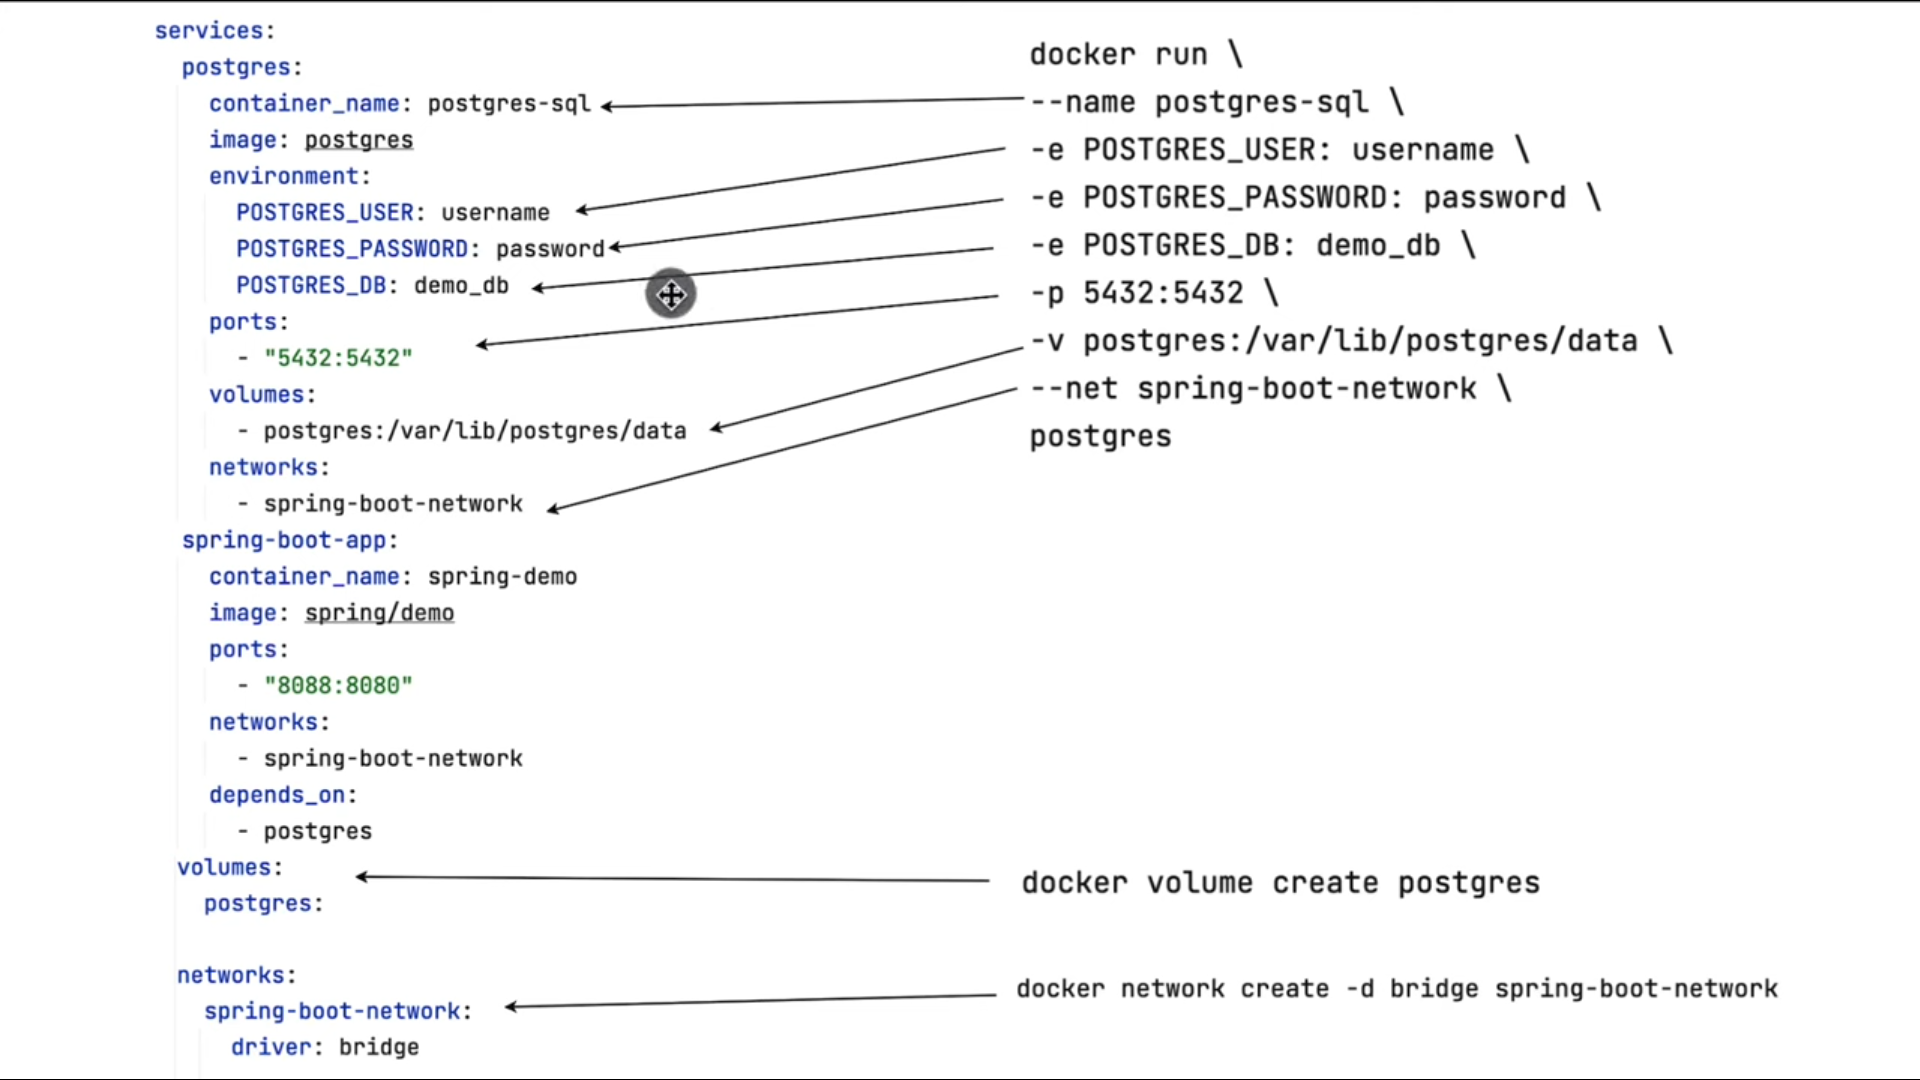 services:
postgres:
container_name: postgres-sql
image: postgres
environment:
POSTGRES_USER: username
POSTGRES_PASSWORD: password
POSTGRES_DB: demo_db
ports:
- "5432:5432"
volumes:
- postgres:/var/lib/postgres/data
networks:
- spring-boot-network
spring-boot-app:
container_name: spring-demo
image: spring/demo
ports:
- "8088:8080"
networks:
- spring-boot-network
depends_on:
- postgres
volumes:
postgres:
networks:
spring-boot-network:
driver: bridge
docker run \
--name postgres-sql \
-e POSTGRES_USER: username \
-e POSTGRES_PASSWORD: password \
-e POSTGRES_DB: demo_db \
-p 5432:5432 \
-v postgres:/var/lib/postgres/data \
--net spring-boot-network \
postgres
docker volume create postgres
docker network create -d bridge spring-boot-network